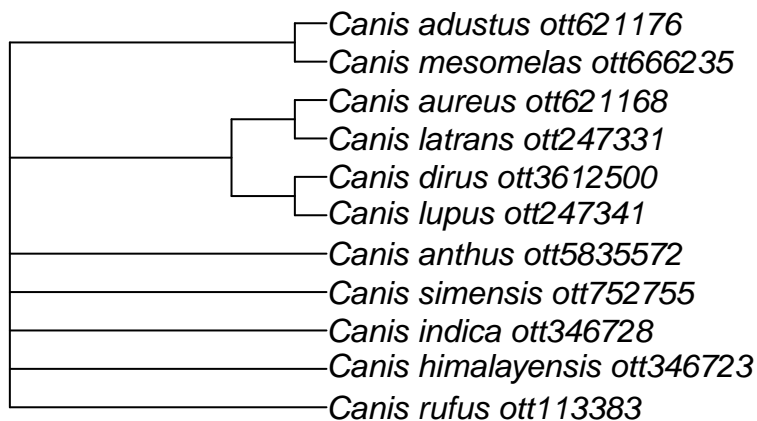 Canis adustus ott621176
Canis mesomelas ott666235
Canis aureus ott621168
Canis latrans ott247331
Canis dirus ott3612500
Canis lupus ott247341
Canis anthus ott5835572
Canis simensis ott752755
Canis indica ott346728
Canis himalayensis ott346723
Canis rufus ott113383